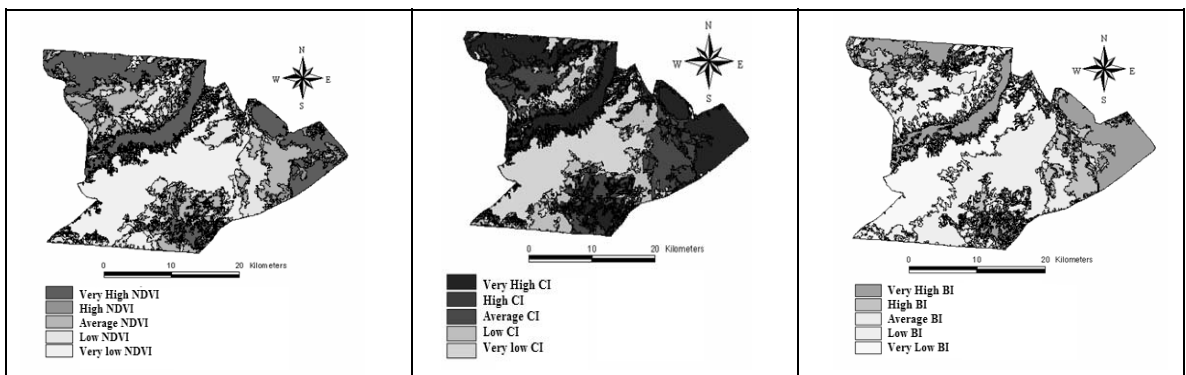 N
W E
S
0 10 20 Kilometers
Very High NDVI
High NDVI
Average NDVI
Low NDVI
Very low NDVI
N
W E
S
0 10 20 Kilometers
Very High CI
High CI
Average CI
Low CI
Very low CI
N
W E
S
0 10 20 Kilometers
Very High BI
High BI
Average BI
Low BI
Very Low BI